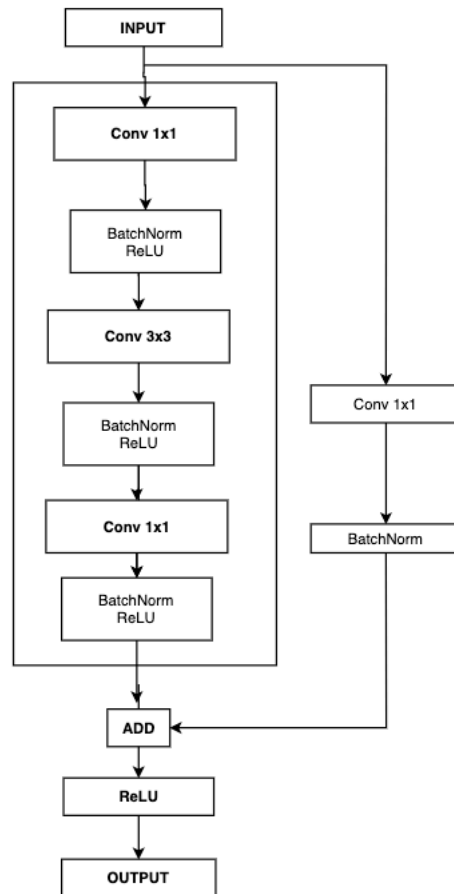 INPUT
Conv 1x1
BatchNorm
ReLU
Conv 3x3
BatchNorm
ReLU
Conv 1x1
BatchNorm
ReLU
Conv 1x1
BatchNorm
ADD
ReLU
OUTPUT